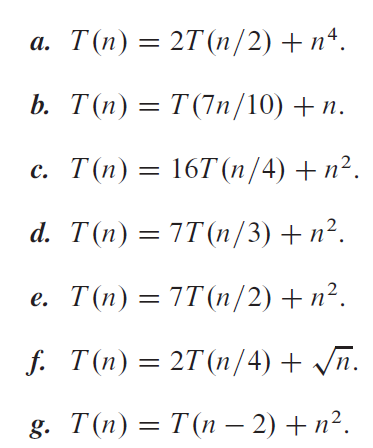 a. T(n) = 2T(n/2) + n⁴.
b. T(n) = T(7n/10) + n.
c. T(n) = 16T(n/4) + n².
d. T(n) = 7T(n/3) + n².
e. T(n) = 7T(n/2) + n².
f. T(n) = 2T(n/4) + √n.
g. T(n) = T(n − 2) + n².